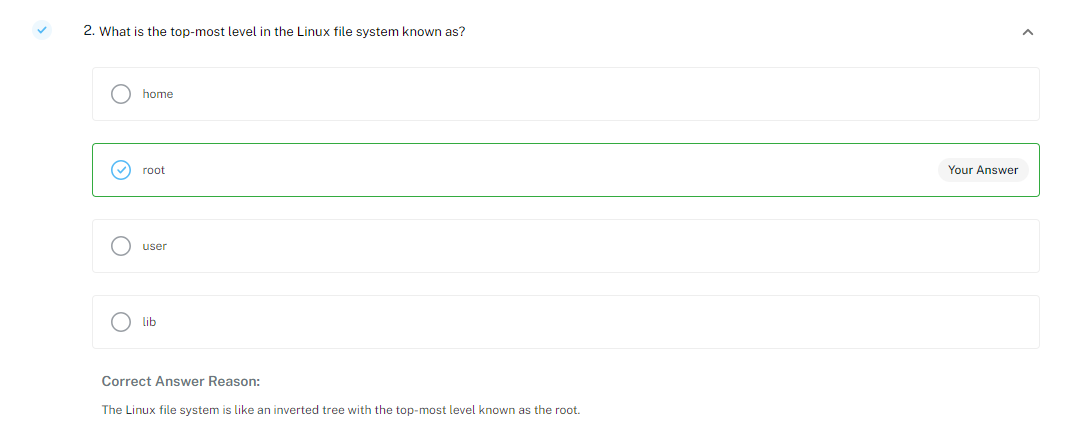 2. What is the top-most level in the Linux file system known as?
home
root Your Answer
user
lib
Correct Answer Reason:
The Linux file system is like an inverted tree with the top-most level known as the root.